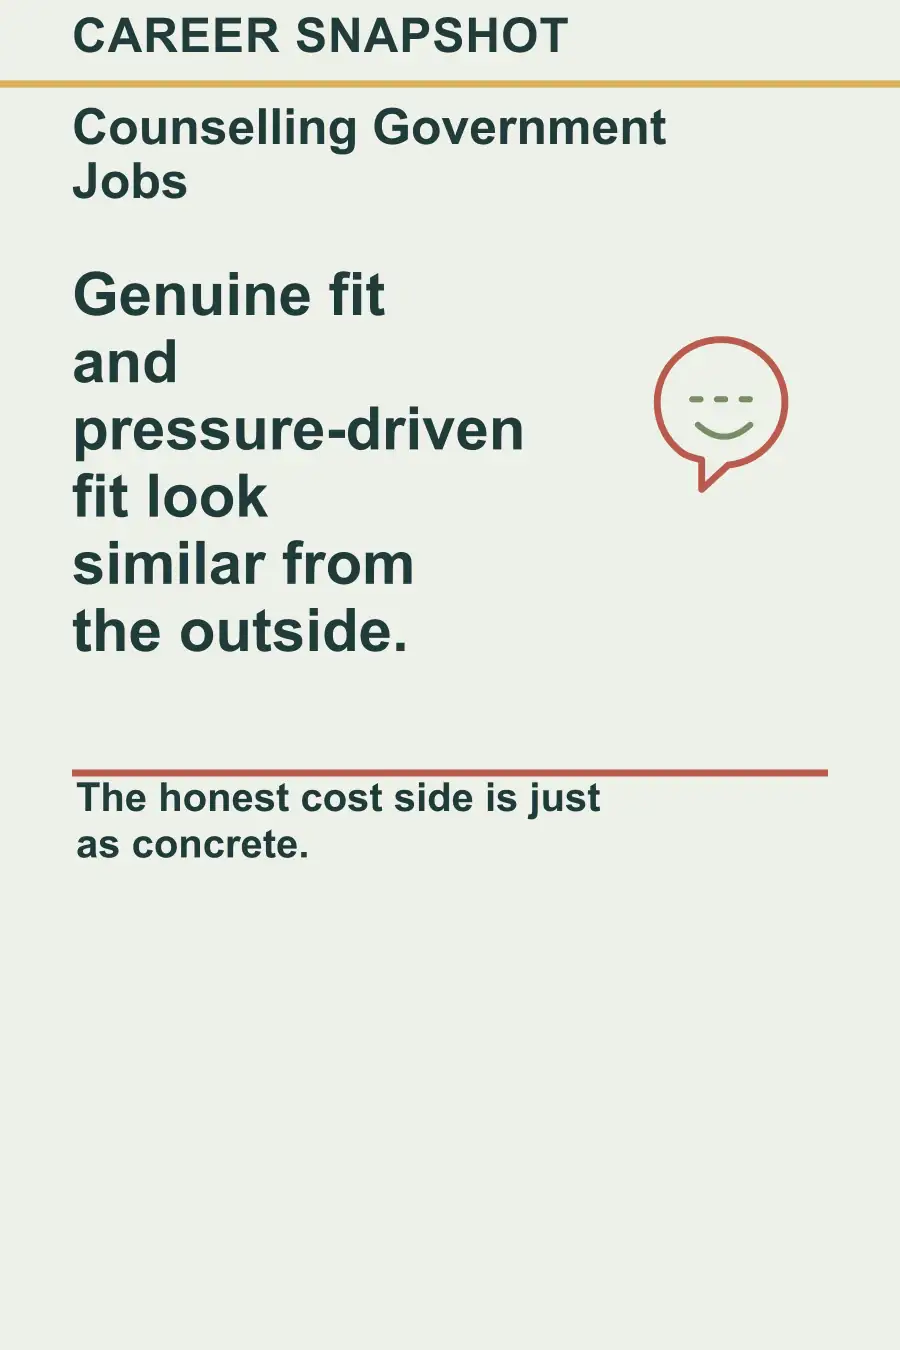 CAREER SNAPSHOT
Counselling Government
Jobs
Genuine fit
and
pressure-driven
fit look
similar from
the outside.
The honest cost side is just
as concrete.